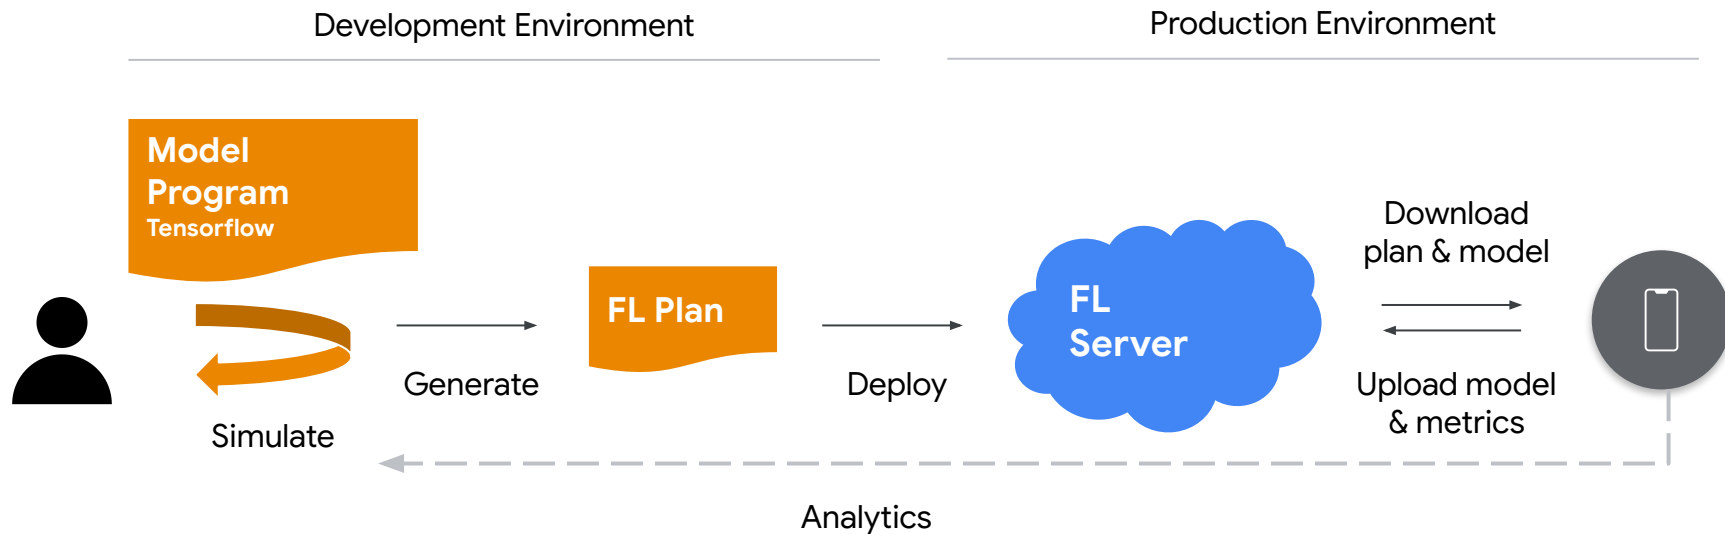 Development Environment
Production Environment
Model
Program
Tensorflow
Simulate
Generate
FL Plan
Deploy
FL
Server
Download
plan & model
Upload model
& metrics
Analytics